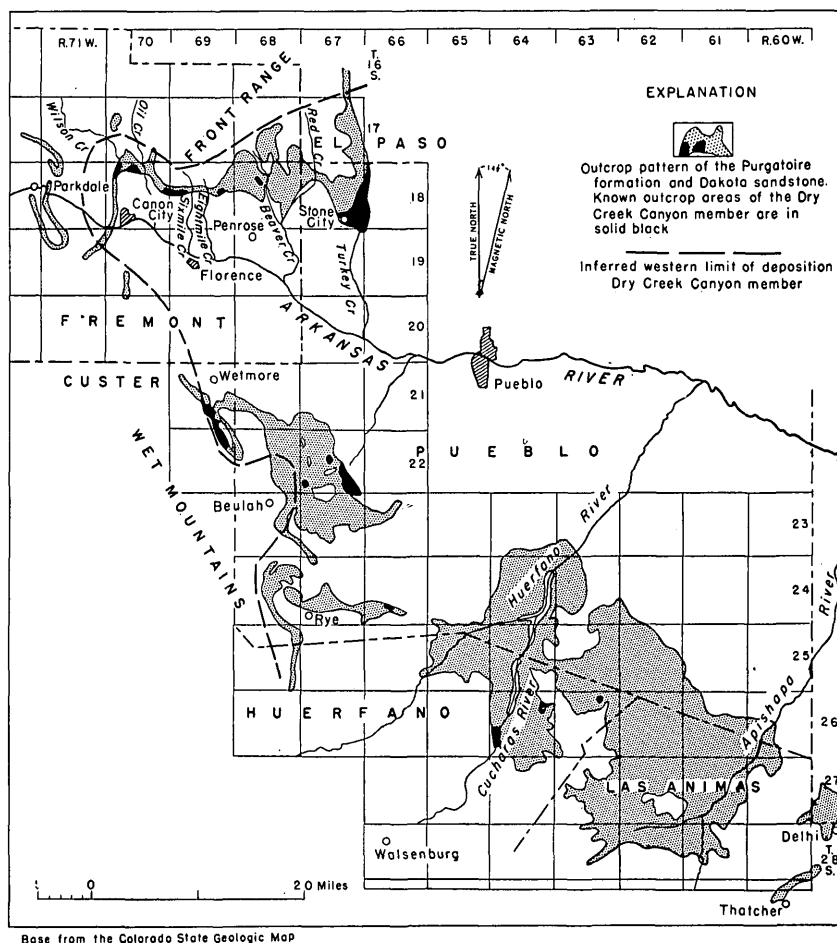 R.71 W. 70 69 68 67 66 65 64 63 62 61 R.60 W.
T.
16
S.
EXPLANATION
Outcrop pattern of the Purgatoire
formation and Dakota sandstone.
Known outcrop areas of the Dry
Creek Canyon member are in
solid black
Inferred western limit of deposition
Dry Creek Canyon member
TRUE NORTH
MAGNETIC NORTH
Wilson Cr
Oil Cr
FRONT RANGE
Red Cr
17
EL PASO
Parkdale
Canon
City
Sixmile Cr
Eightmile Cr
Penrose
Beaver Cr
Stone
City
18
Florence
Turkey Cr
19
FREMONT
ARKANSAS
RIVER
20
CUSTER
Wetmore
21
Pueblo
WET MOUNTAINS
PUEBLO
22
Beulah
23
Huerfano
River
24
Rye
River
25
HUERFANO
Cucharas River
Apishapa
26
LAS ANIMAS
27
Delhi
T.
28
S.
Walsenburg
Thatcher
0 20 Miles
Base from the Colorado State Geologic Map